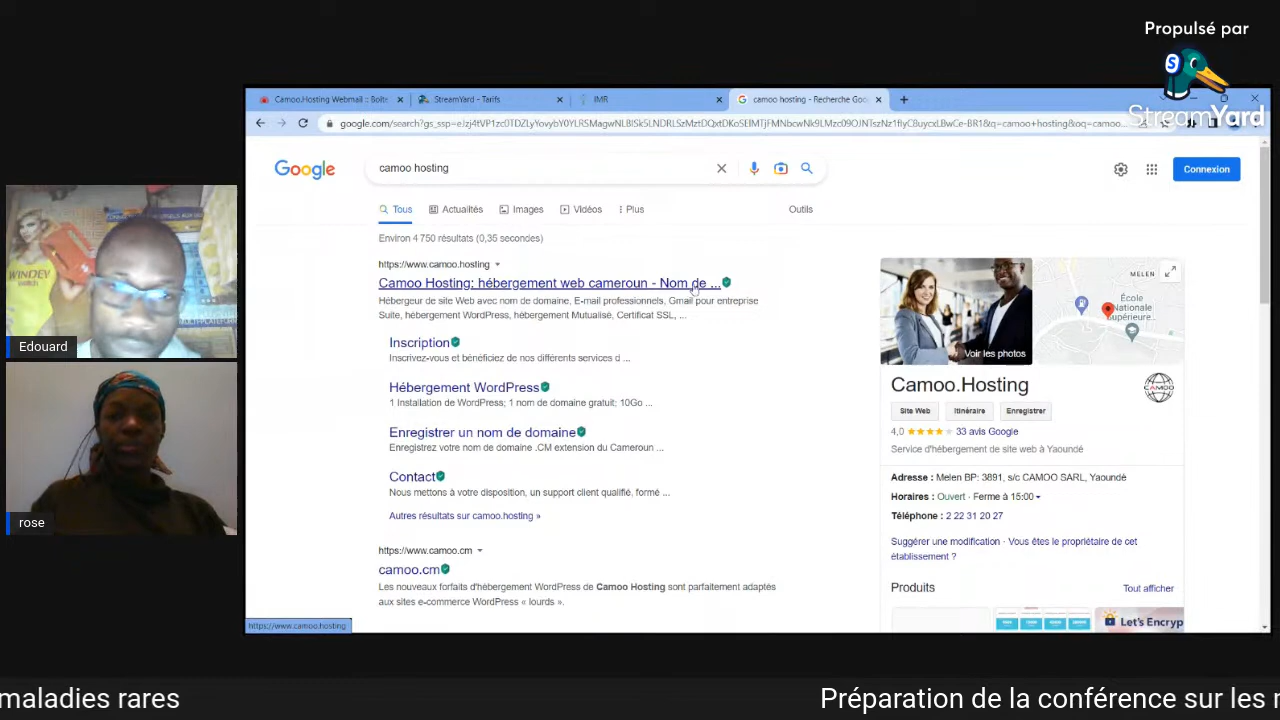 Propulsé par
StreamYard
Camoo.Hosting Webmail :: Boîte
StreamYard - Tarifs
IMR
camoo hosting - Recherche Goo
Google
camoo hosting
Connexion
Tous
Actualités
Images
Vidéos
Plus
Outils
Environ 4 750 résultats (0,35 secondes)
https://www.camoo.hosting
Camoo Hosting: hébergement web cameroun - Nom de ...
Hébergeur de site Web avec nom de domaine, E-mail professionnels, Gmail pour entreprise
Suite, hébergement WordPress, hébergement Mutualisé, Certificat SSL, ...
Inscription
Inscrivez-vous et bénéficiez de nos différents services d ...
Hébergement WordPress
1 Installation de WordPress; 1 nom de domaine gratuit; 10Go ...
Enregistrer un nom de domaine
Enregistrez votre nom de domaine .CM extension du Cameroun ...
Contact
Nous mettons à votre disposition, un support client qualifié, formé ...
Autres résultats sur camoo.hosting »
https://www.camoo.cm
camoo.cm
Les nouveaux forfaits d'hébergement WordPress de Camoo Hosting sont parfaitement adaptés
aux sites e-commerce WordPress « lourds ».
https://www.camoo.hosting
Voir les photos
MELEN
École
Nationale
Supérieure...
Camoo.Hosting
CAMOO
Site Web
Itinéraire
Enregistrer
4,0
33 avis Google
Service d'hébergement de site web à Yaoundé
Adresse : Melen BP: 3891, s/c CAMOO SARL, Yaoundé
Horaires : Ouvert · Ferme à 15:00
Téléphone : 2 22 31 20 27
Suggérer une modification · Vous êtes le propriétaire de cet
établissement ?
Produits
Tout afficher
Let's Encryp
WINDEV
Edouard
rose
maladies rares
Préparation de la conférence sur les